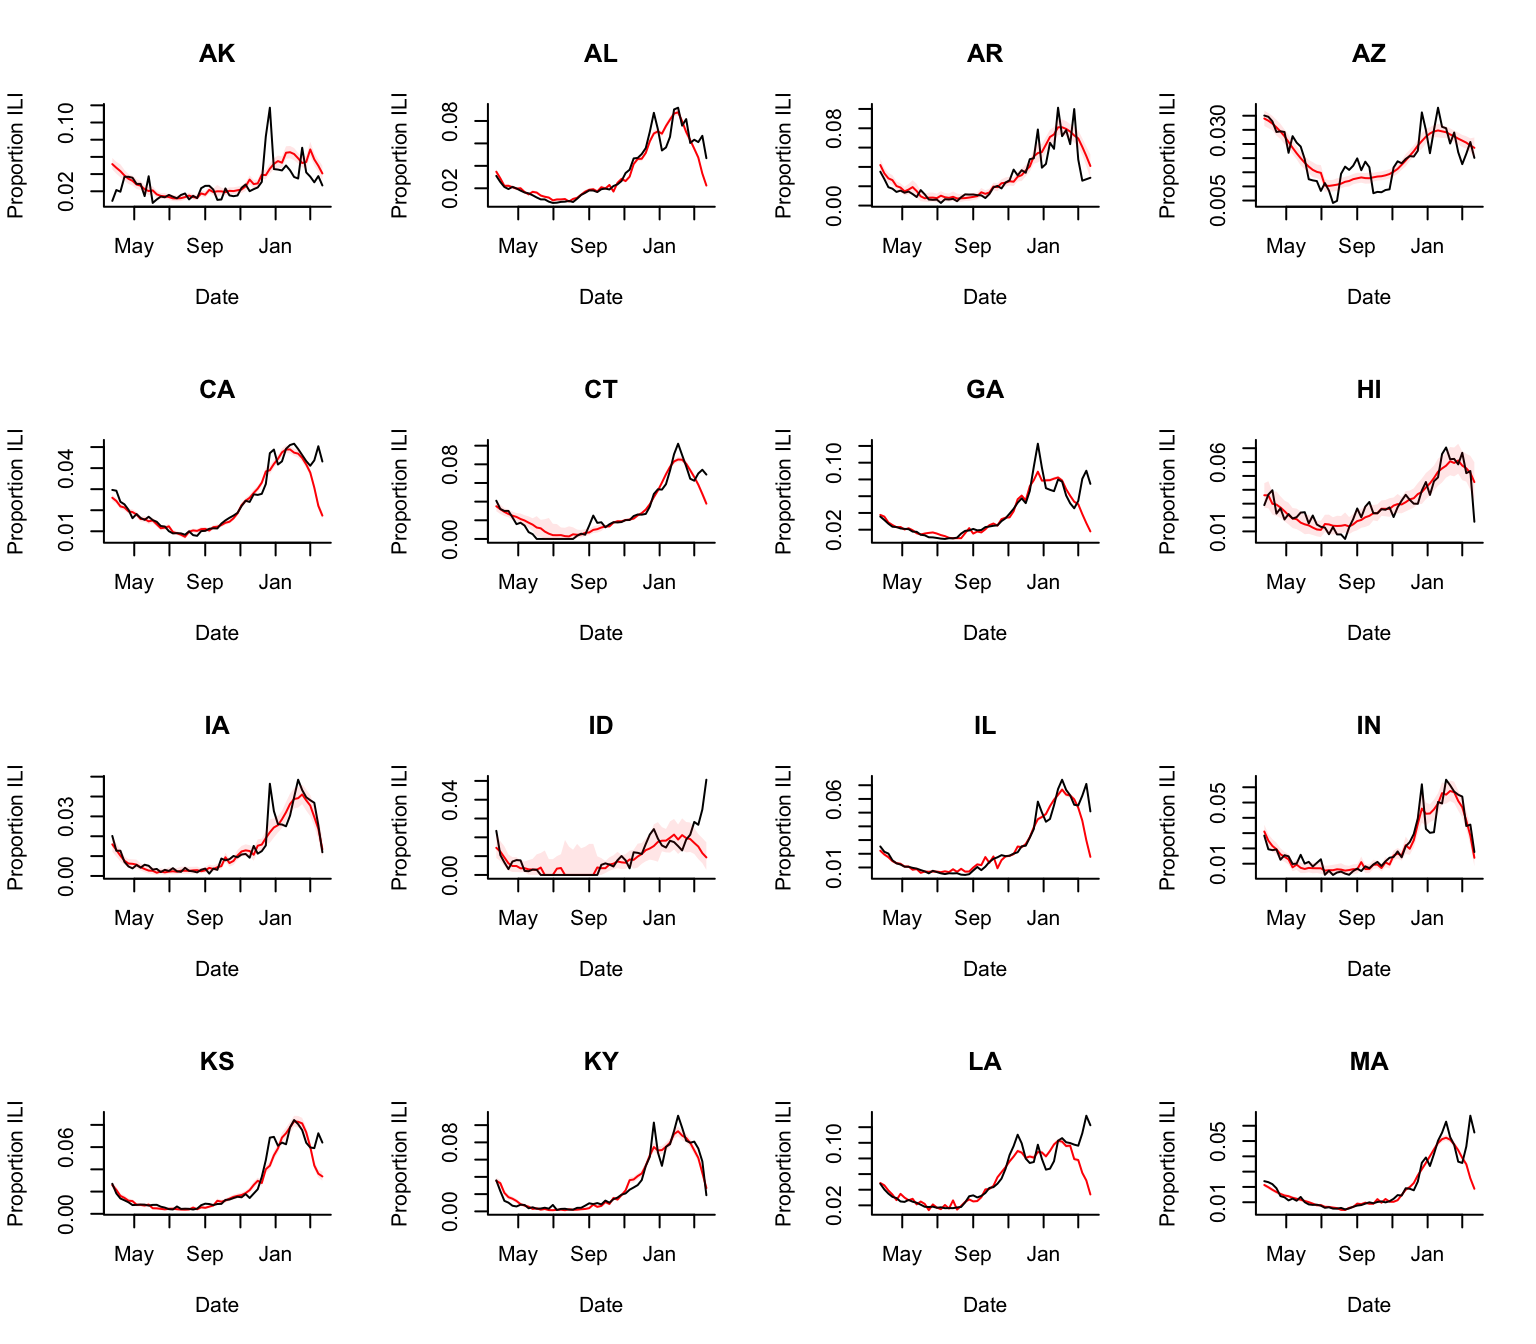 AK
AL
AR
AZ
Proportion ILI
0.02 0.10
May Sep Jan
Date
Proportion ILI
0.02 0.08
May Sep Jan
Date
Proportion ILI
0.00 0.08
May Sep Jan
Date
Proportion ILI
0.005 0.030
May Sep Jan
Date
CA
CT
GA
HI
Proportion ILI
0.01 0.04
May Sep Jan
Date
Proportion ILI
0.00 0.08
May Sep Jan
Date
Proportion ILI
0.02 0.10
May Sep Jan
Date
Proportion ILI
0.01 0.06
May Sep Jan
Date
IA
ID
IL
IN
Proportion ILI
0.00 0.03
May Sep Jan
Date
Proportion ILI
0.00 0.04
May Sep Jan
Date
Proportion ILI
0.01 0.06
May Sep Jan
Date
Proportion ILI
0.01 0.05
May Sep Jan
Date
KS
KY
LA
MA
Proportion ILI
0.00 0.06
May Sep Jan
Date
Proportion ILI
0.00 0.08
May Sep Jan
Date
Proportion ILI
0.02 0.10
May Sep Jan
Date
Proportion ILI
0.01 0.05
May Sep Jan
Date